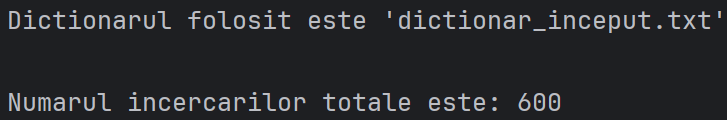 Dictionarul folosit este 'dictionar_inceput.txt'
Numarul incercarilor totale este: 600